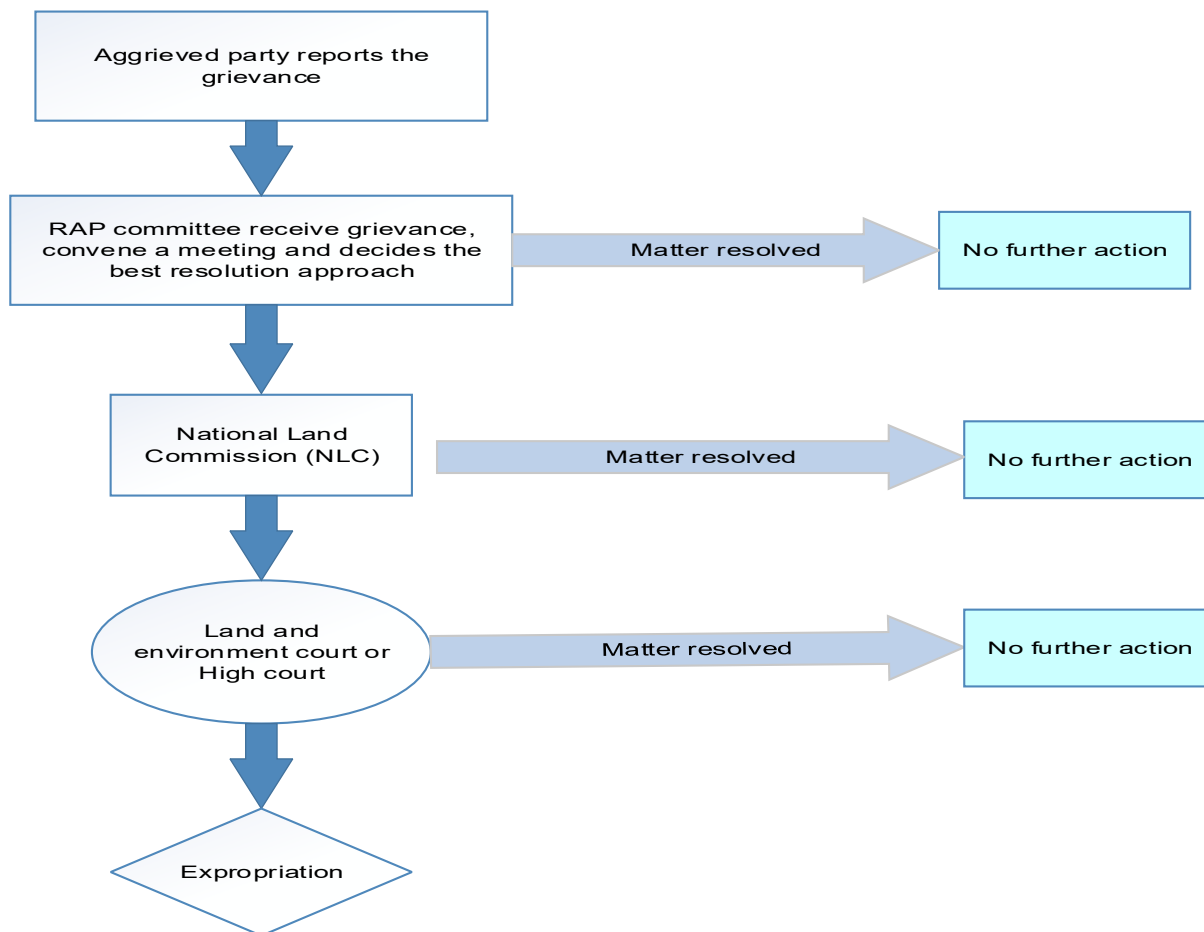 Aggrieved party reports the
grievance
RAP committee receive grievance,
convene a meeting and decides the
best resolution approach
Matter resolved
No further action
National Land
Commission (NLC)
Matter resolved
No further action
Land and
environment court or
High court
Matter resolved
No further action
Expropriation